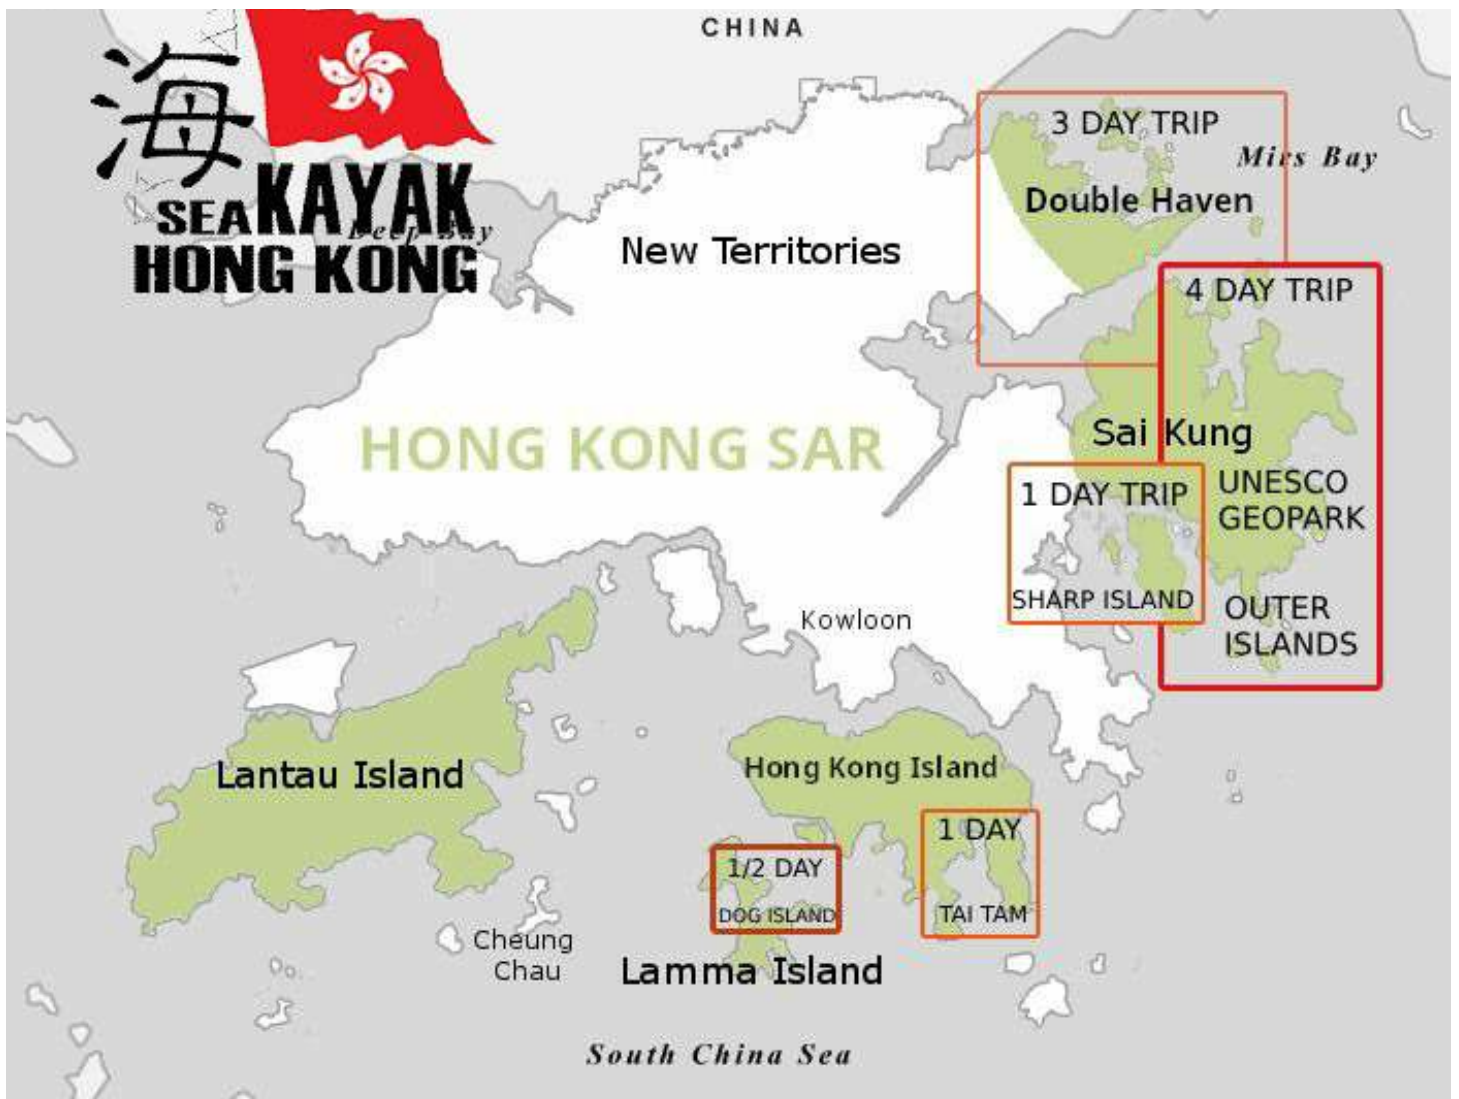 CHINA
海
SEA KAYAK
HONG KONG
Deep Bay
3 DAY TRIP
Mirs Bay
Double Haven
New Territories
4 DAY TRIP
HONG KONG SAR
Sai Kung
1 DAY TRIP
UNESCO
GEOPARK
SHARP ISLAND
OUTER
ISLANDS
Kowloon
Lantau Island
Hong Kong Island
1 DAY
TAI TAM
1/2 DAY
DOG ISLAND
Cheung
Chau
Lamma Island
South China Sea